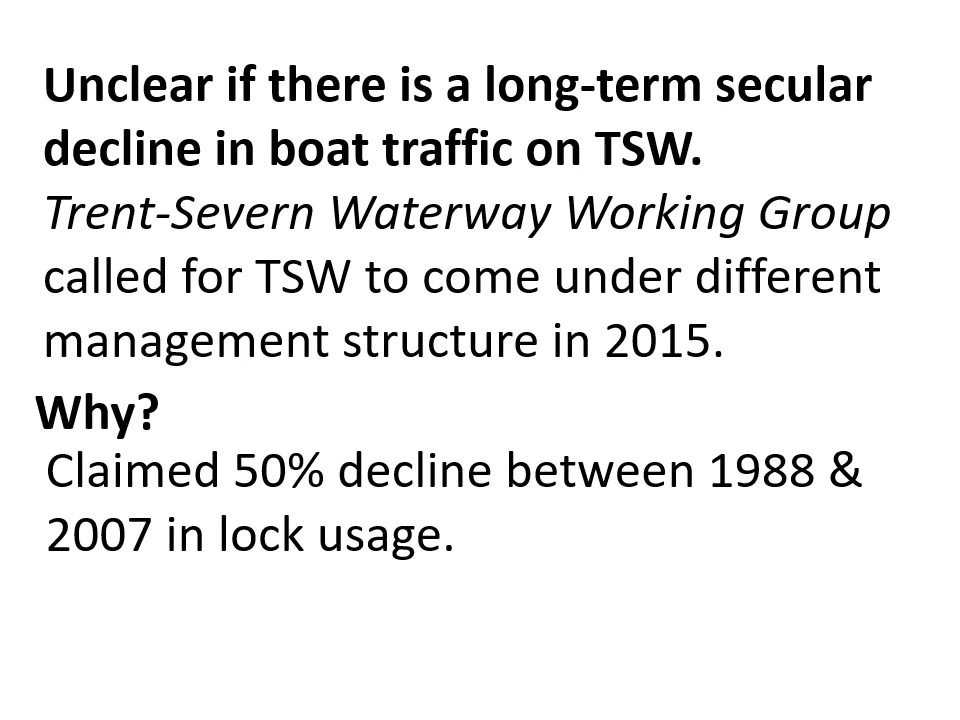 Unclear if there is a long-term secular
decline in boat traffic on TSW.
Trent-Severn Waterway Working Group
called for TSW to come under different
management structure in 2015.
Why?
Claimed 50% decline between 1988 &
2007 in lock usage.